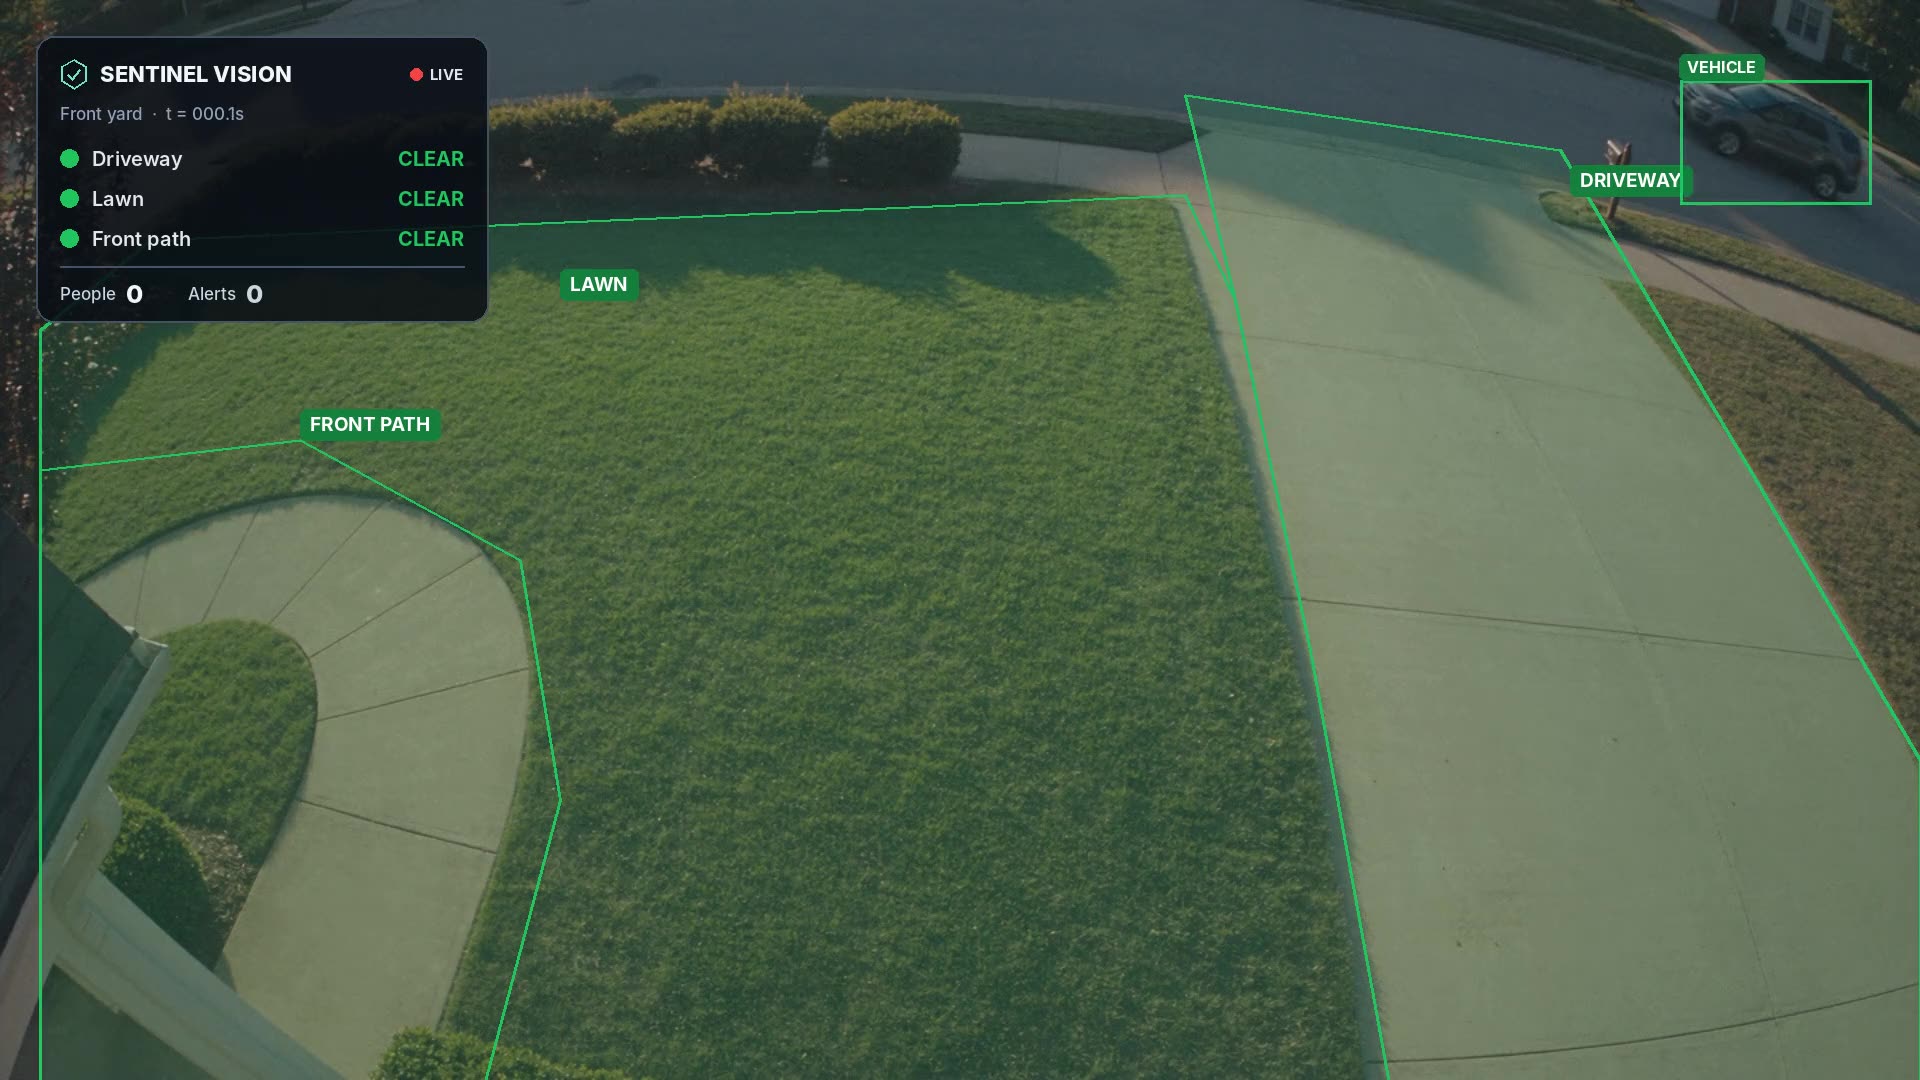 SENTINEL VISION
LIVE
Front yard · t = 000.1s
Driveway CLEAR
Lawn CLEAR
Front path CLEAR
People 0 Alerts 0
VEHICLE
DRIVEWAY
LAWN
FRONT PATH